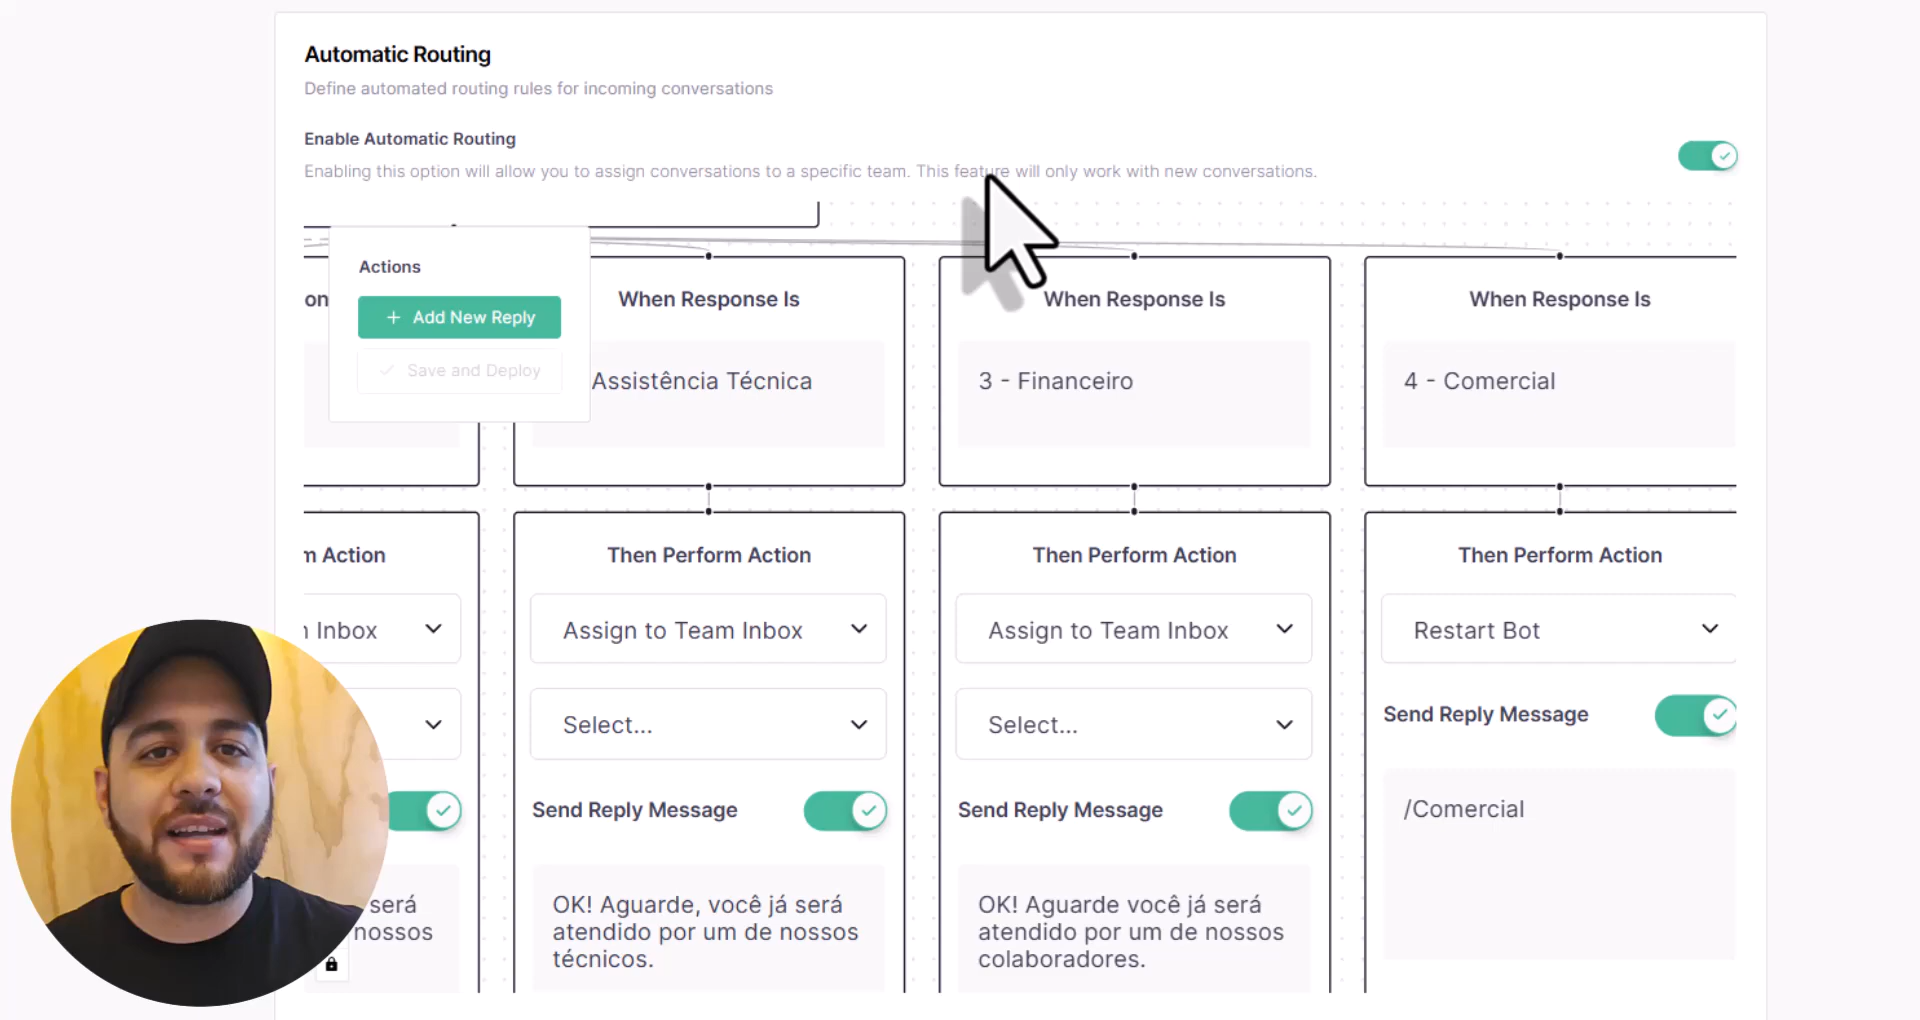 Automatic Routing
Define automated routing rules for incoming conversations
Enable Automatic Routing
Enabling this option will allow you to assign conversations to a specific team. This feature will only work with new conversations.
Actions
Add New Reply
Save and Deploy
on
When Response Is
Assistência Técnica
When Response Is
3 - Financeiro
When Response Is
4 - Comercial
Action
Inbox
será
nossos
Then Perform Action
Assign to Team Inbox
Select...
Send Reply Message
OK! Aguarde, você já será
atendido por um de nossos
técnicos.
Then Perform Action
Assign to Team Inbox
Select...
Send Reply Message
OK! Aguarde você já será
atendido por um de nossos
colaboradores.
Then Perform Action
Restart Bot
Send Reply Message
/Comercial